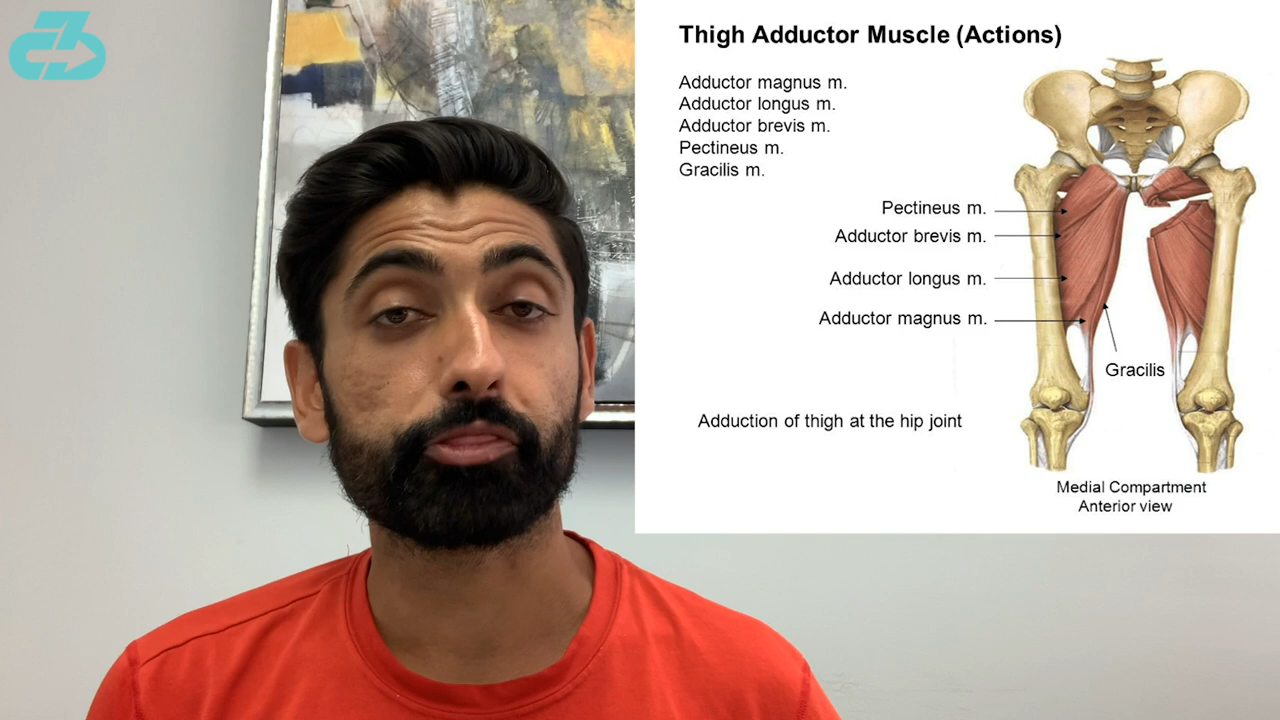 Thigh Adductor Muscle (Actions)
Adductor magnus m.
Adductor longus m.
Adductor brevis m.
Pectineus m.
Gracilis m.
Pectineus m.
Adductor brevis m.
Adductor longus m.
Adductor magnus m.
Gracilis
Adduction of thigh at the hip joint
Medial Compartment
Anterior view